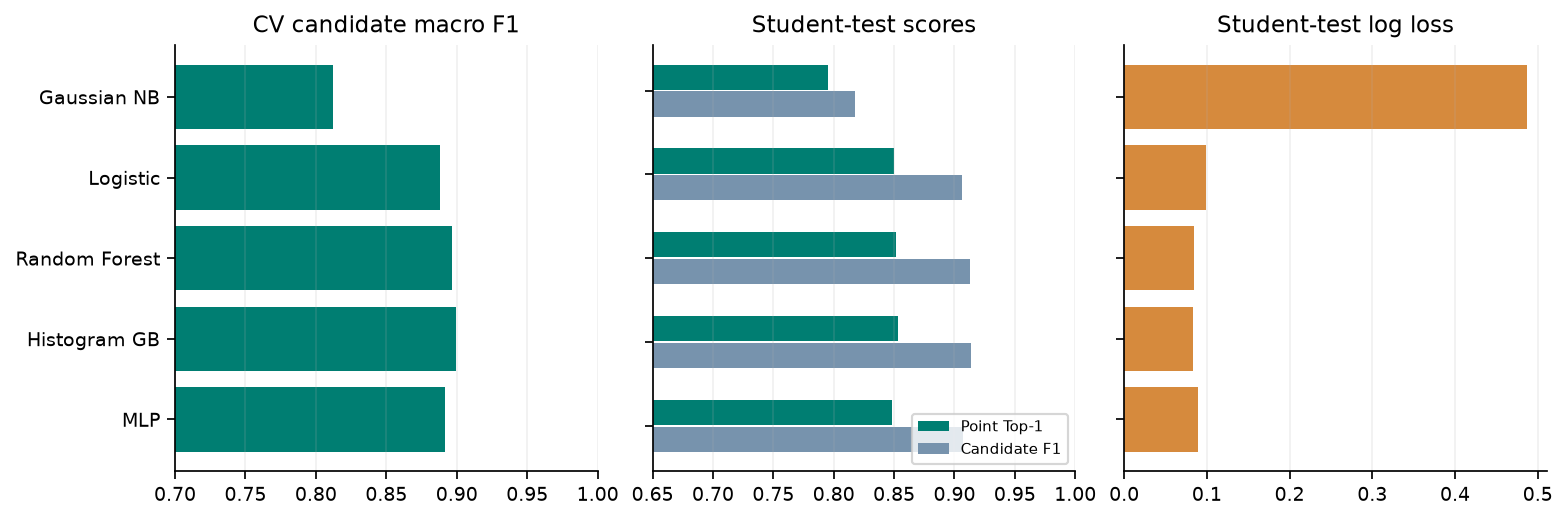 CV candidate macro F1
Student-test scores
Student-test log loss
Gaussian NB
Logistic
Random Forest
Histogram GB
MLP
Point Top-1
Candidate F1
0.70 0.75 0.80 0.85 0.90 0.95 1.00
0.65 0.70 0.75 0.80 0.85 0.90 0.95 1.00
0.0 0.1 0.2 0.3 0.4 0.5